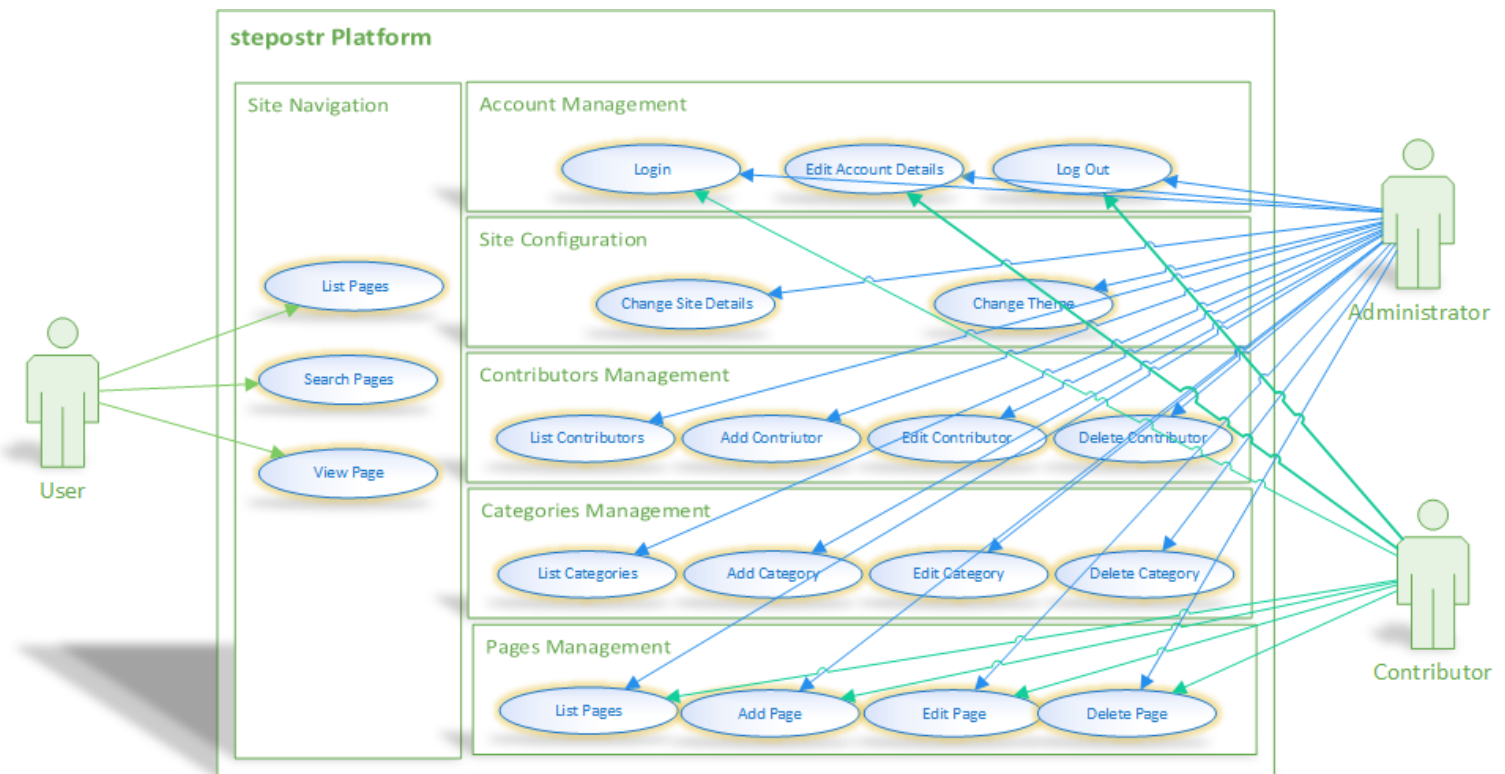 stepostr Platform
Site Navigation
List Pages
Search Pages
View Page
Account Management
Login
Edit Account Details
Log Out
Site Configuration
Change Site Details
Change Theme
Contributors Management
List Contributors
Add Contriutor
Edit Contributor
Delete Contributor
Categories Management
List Categories
Add Category
Edit Category
Delete Category
Pages Management
List Pages
Add Page
Edit Page
Delete Page
User
Administrator
Contributor